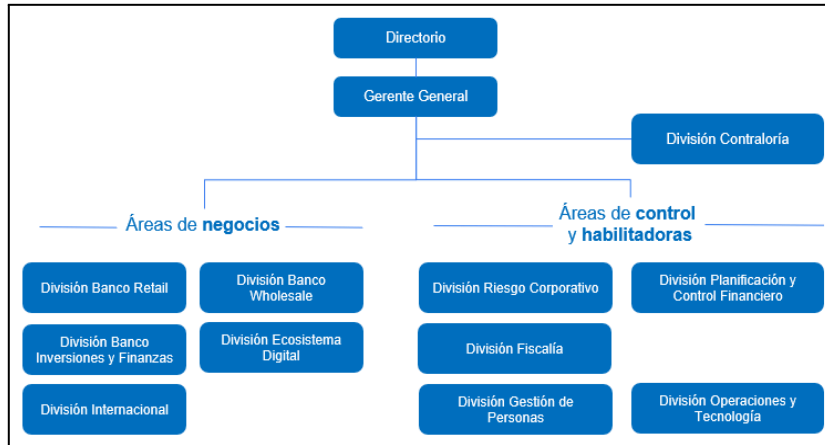 Directorio
Gerente General
División Contraloría
Áreas de negocios
Áreas de control
y habilitadoras
División Banco Retail
División Banco
Wholesale
División Riesgo Corporativo
División Planificación y
Control Financiero
División Banco
Inversiones y Finanzas
División Ecosistema
Digital
División Fiscalía
División Internacional
División Gestión de
Personas
División Operaciones y
Tecnología